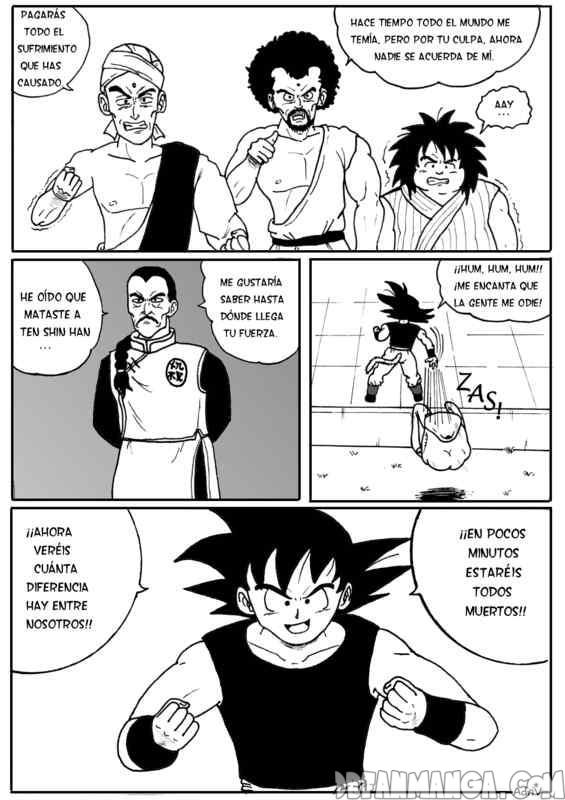 PAGARÁS
TODO EL
SUFRIMIENTO
QUE HAS
CAUSADO.
HACE TIEMPO TODO EL MUNDO ME
TEMÍA, PERO POR TU CULPA, AHORA
NADIE SE ACUERDA DE MÍ.
AAY
...
HE OÍDO QUE
MATASTE A
TEN SHIN HAN
...
ME GUSTARÍA
SABER HASTA
DÓNDE LLEGA
TU FUERZA.
¡¡HUM, HUM, HUM!!
¡ME ENCANTA QUE
LA GENTE ME ODIE!
ZAS!
¡¡AHORA
VERÉIS
CUÁNTA
DIFERENCIA
HAY ENTRE
NOSOTROS!!
¡¡EN POCOS
MINUTOS
ESTARÉIS
TODOS
MUERTOS!!
DBFANMANGA.COM